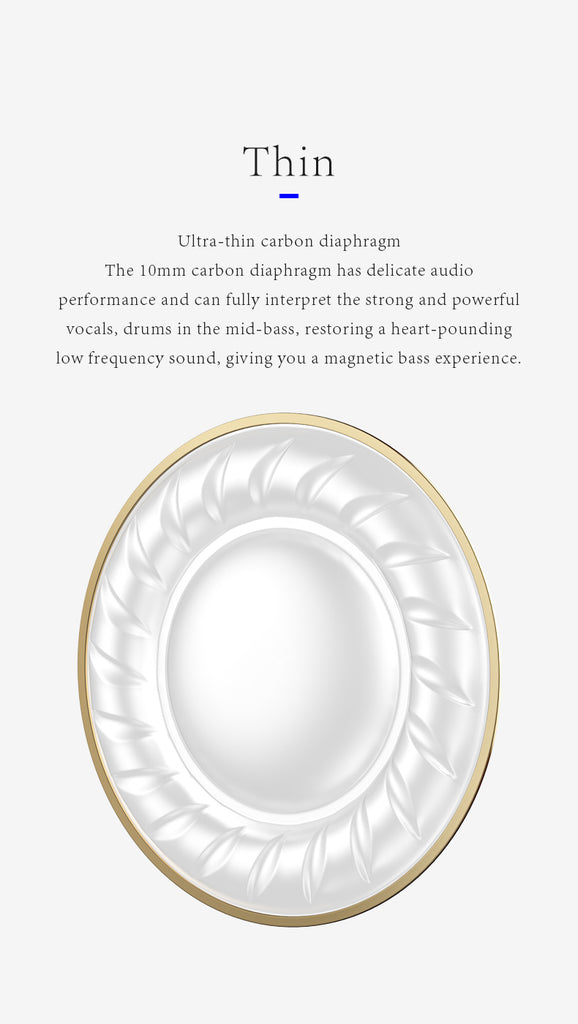 Thin
Ultra-thin carbon diaphragm
The 10mm carbon diaphragm has delicate audio
performance and can fully interpret the strong and powerful
vocals, drums in the mid-bass, restoring a heart-pounding
low frequency sound, giving you a magnetic bass experience.